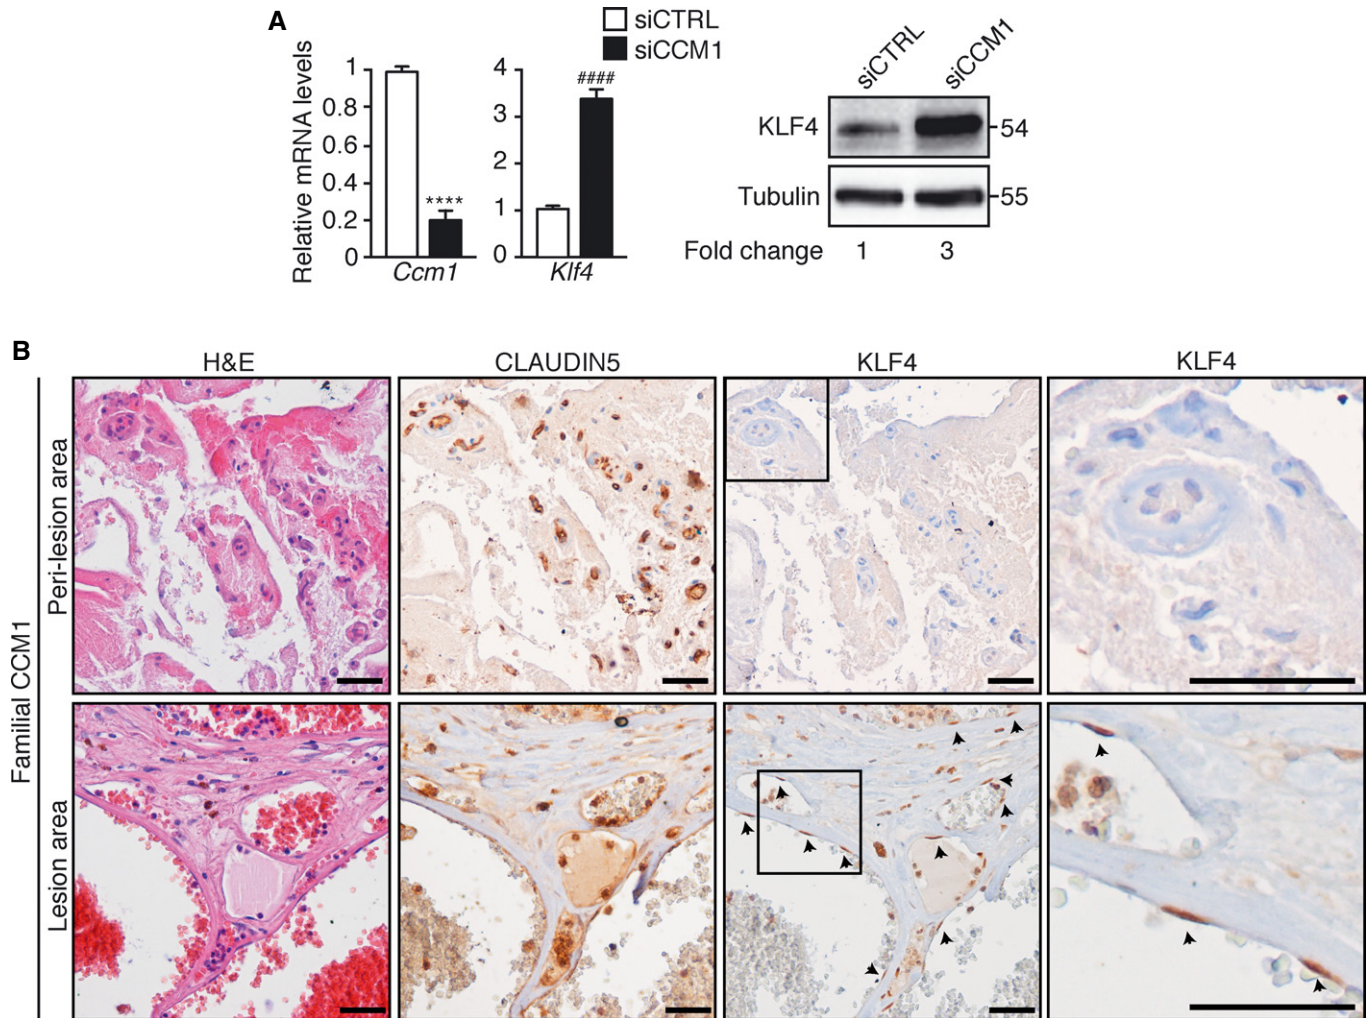 A
siCTRL
siCCM1
Relative mRNA levels
1
0.8
0.6
0.4
0.2
0
****
Ccm1
4
3
2
1
0
####
Klf4
siCTRL siCCM1
KLF4 54
Tubulin 55
Fold change 1 3
B
H&E CLAUDIN5 KLF4 KLF4
Familial CCM1
Peri-lesion area
Lesion area